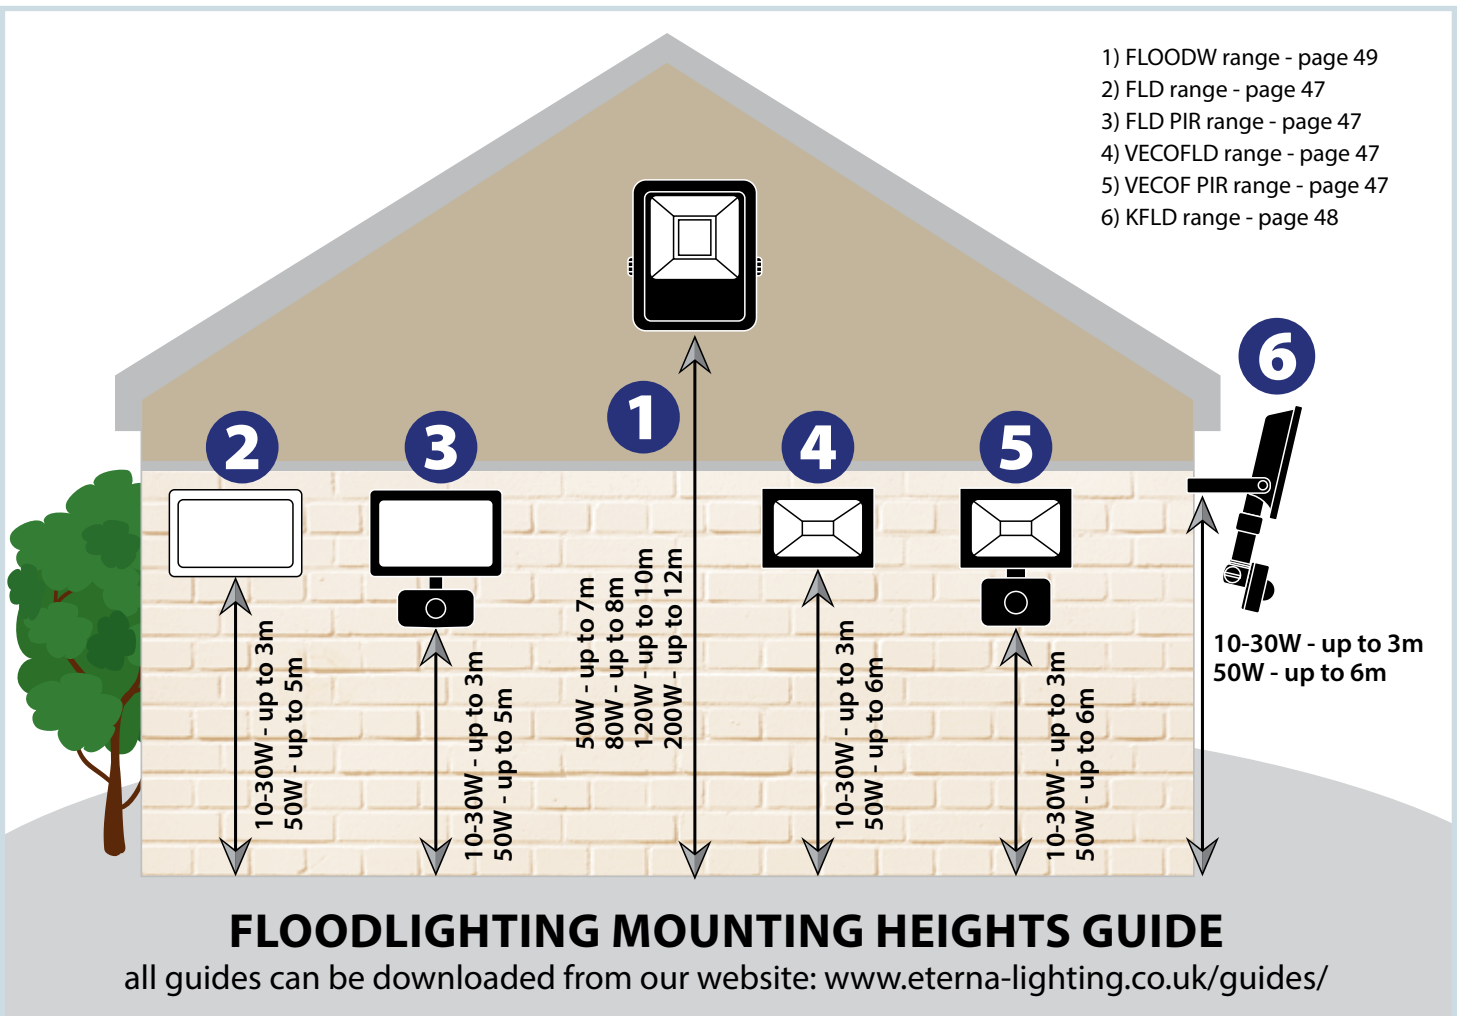 1) FLOODW range - page 49
2) FLD range - page 47
3) FLD PIR range - page 47
4) VECOFLD range - page 47
5) VECOF PIR range - page 47
6) KFLD range - page 48
6
1
2
3
4
5
10-30W - up to 3m
50W - up to 5m
10-30W - up to 3m
50W - up to 5m
50W - up to 7m
80W - up to 8m
120W - up to 10m
200W - up to 12m
10-30W - up to 3m
50W - up to 6m
10-30W - up to 3m
50W - up to 6m
10-30W - up to 3m
50W - up to 6m
FLOODLIGHTING MOUNTING HEIGHTS GUIDE
all guides can be downloaded from our website: www.eterna-lighting.co.uk/guides/